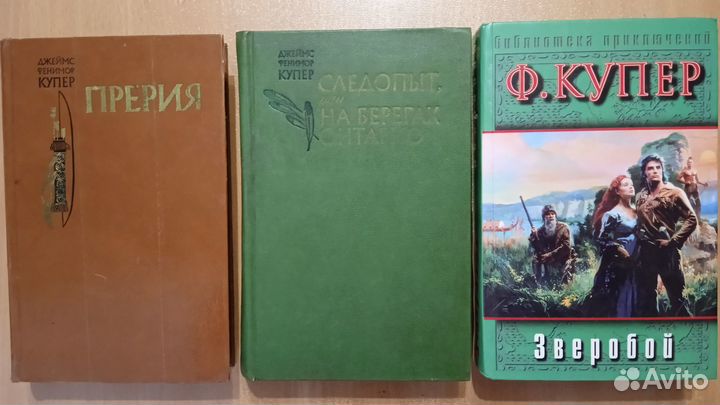 ДЖЕЙМС
ФЕНИМОР
КУПЕР
ПРЕРИЯ
ДЖЕЙМС
ФЕНИМОР
КУПЕР
СЛЕДОПЫТ,
или
НА БЕРЕГАХ
ОНТАРИО
библиотека приключений
Ф. КУПЕР
Зверобой
Avito